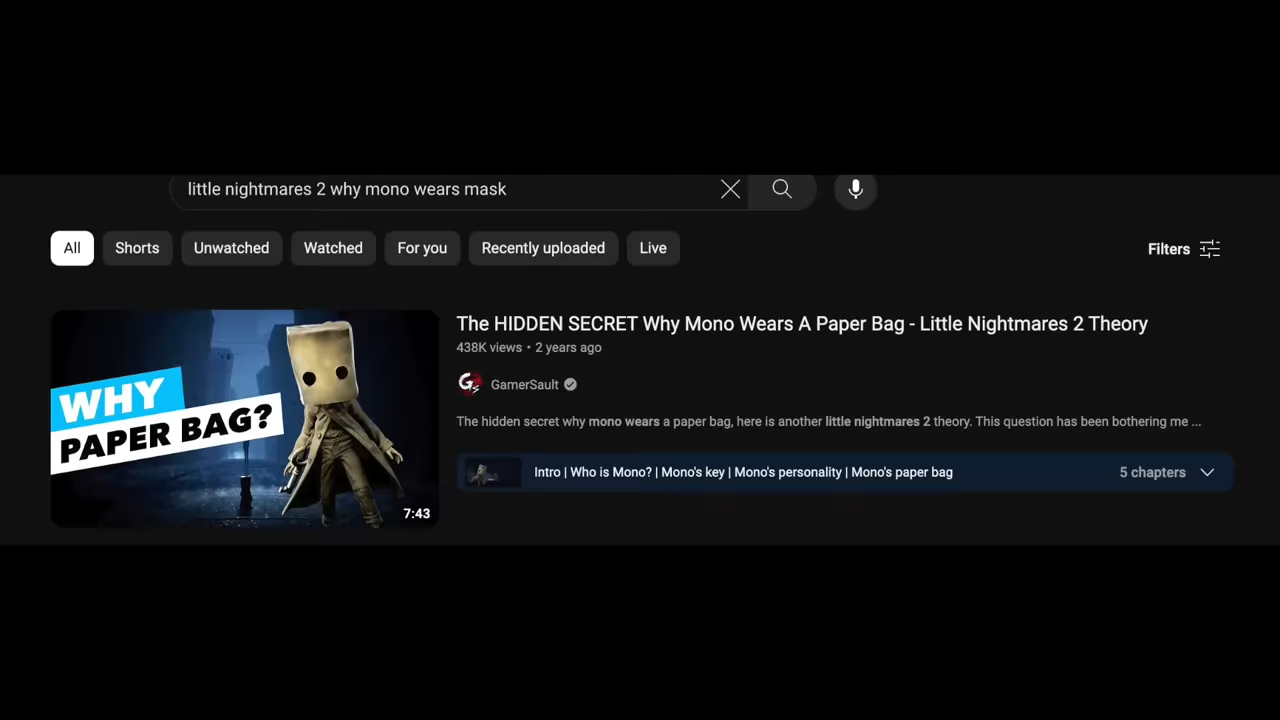 little nightmares 2 why mono wears mask
All Shorts Unwatched Watched For you Recently uploaded Live Filters
WHY
PAPER BAG?
7:43
The HIDDEN SECRET Why Mono Wears A Paper Bag - Little Nightmares 2 Theory
438K views • 2 years ago
GamerSault
The hidden secret why mono wears a paper bag, here is another little nightmares 2 theory. This question has been bothering me ...
Intro | Who is Mono? | Mono's key | Mono's personality | Mono's paper bag 5 chapters